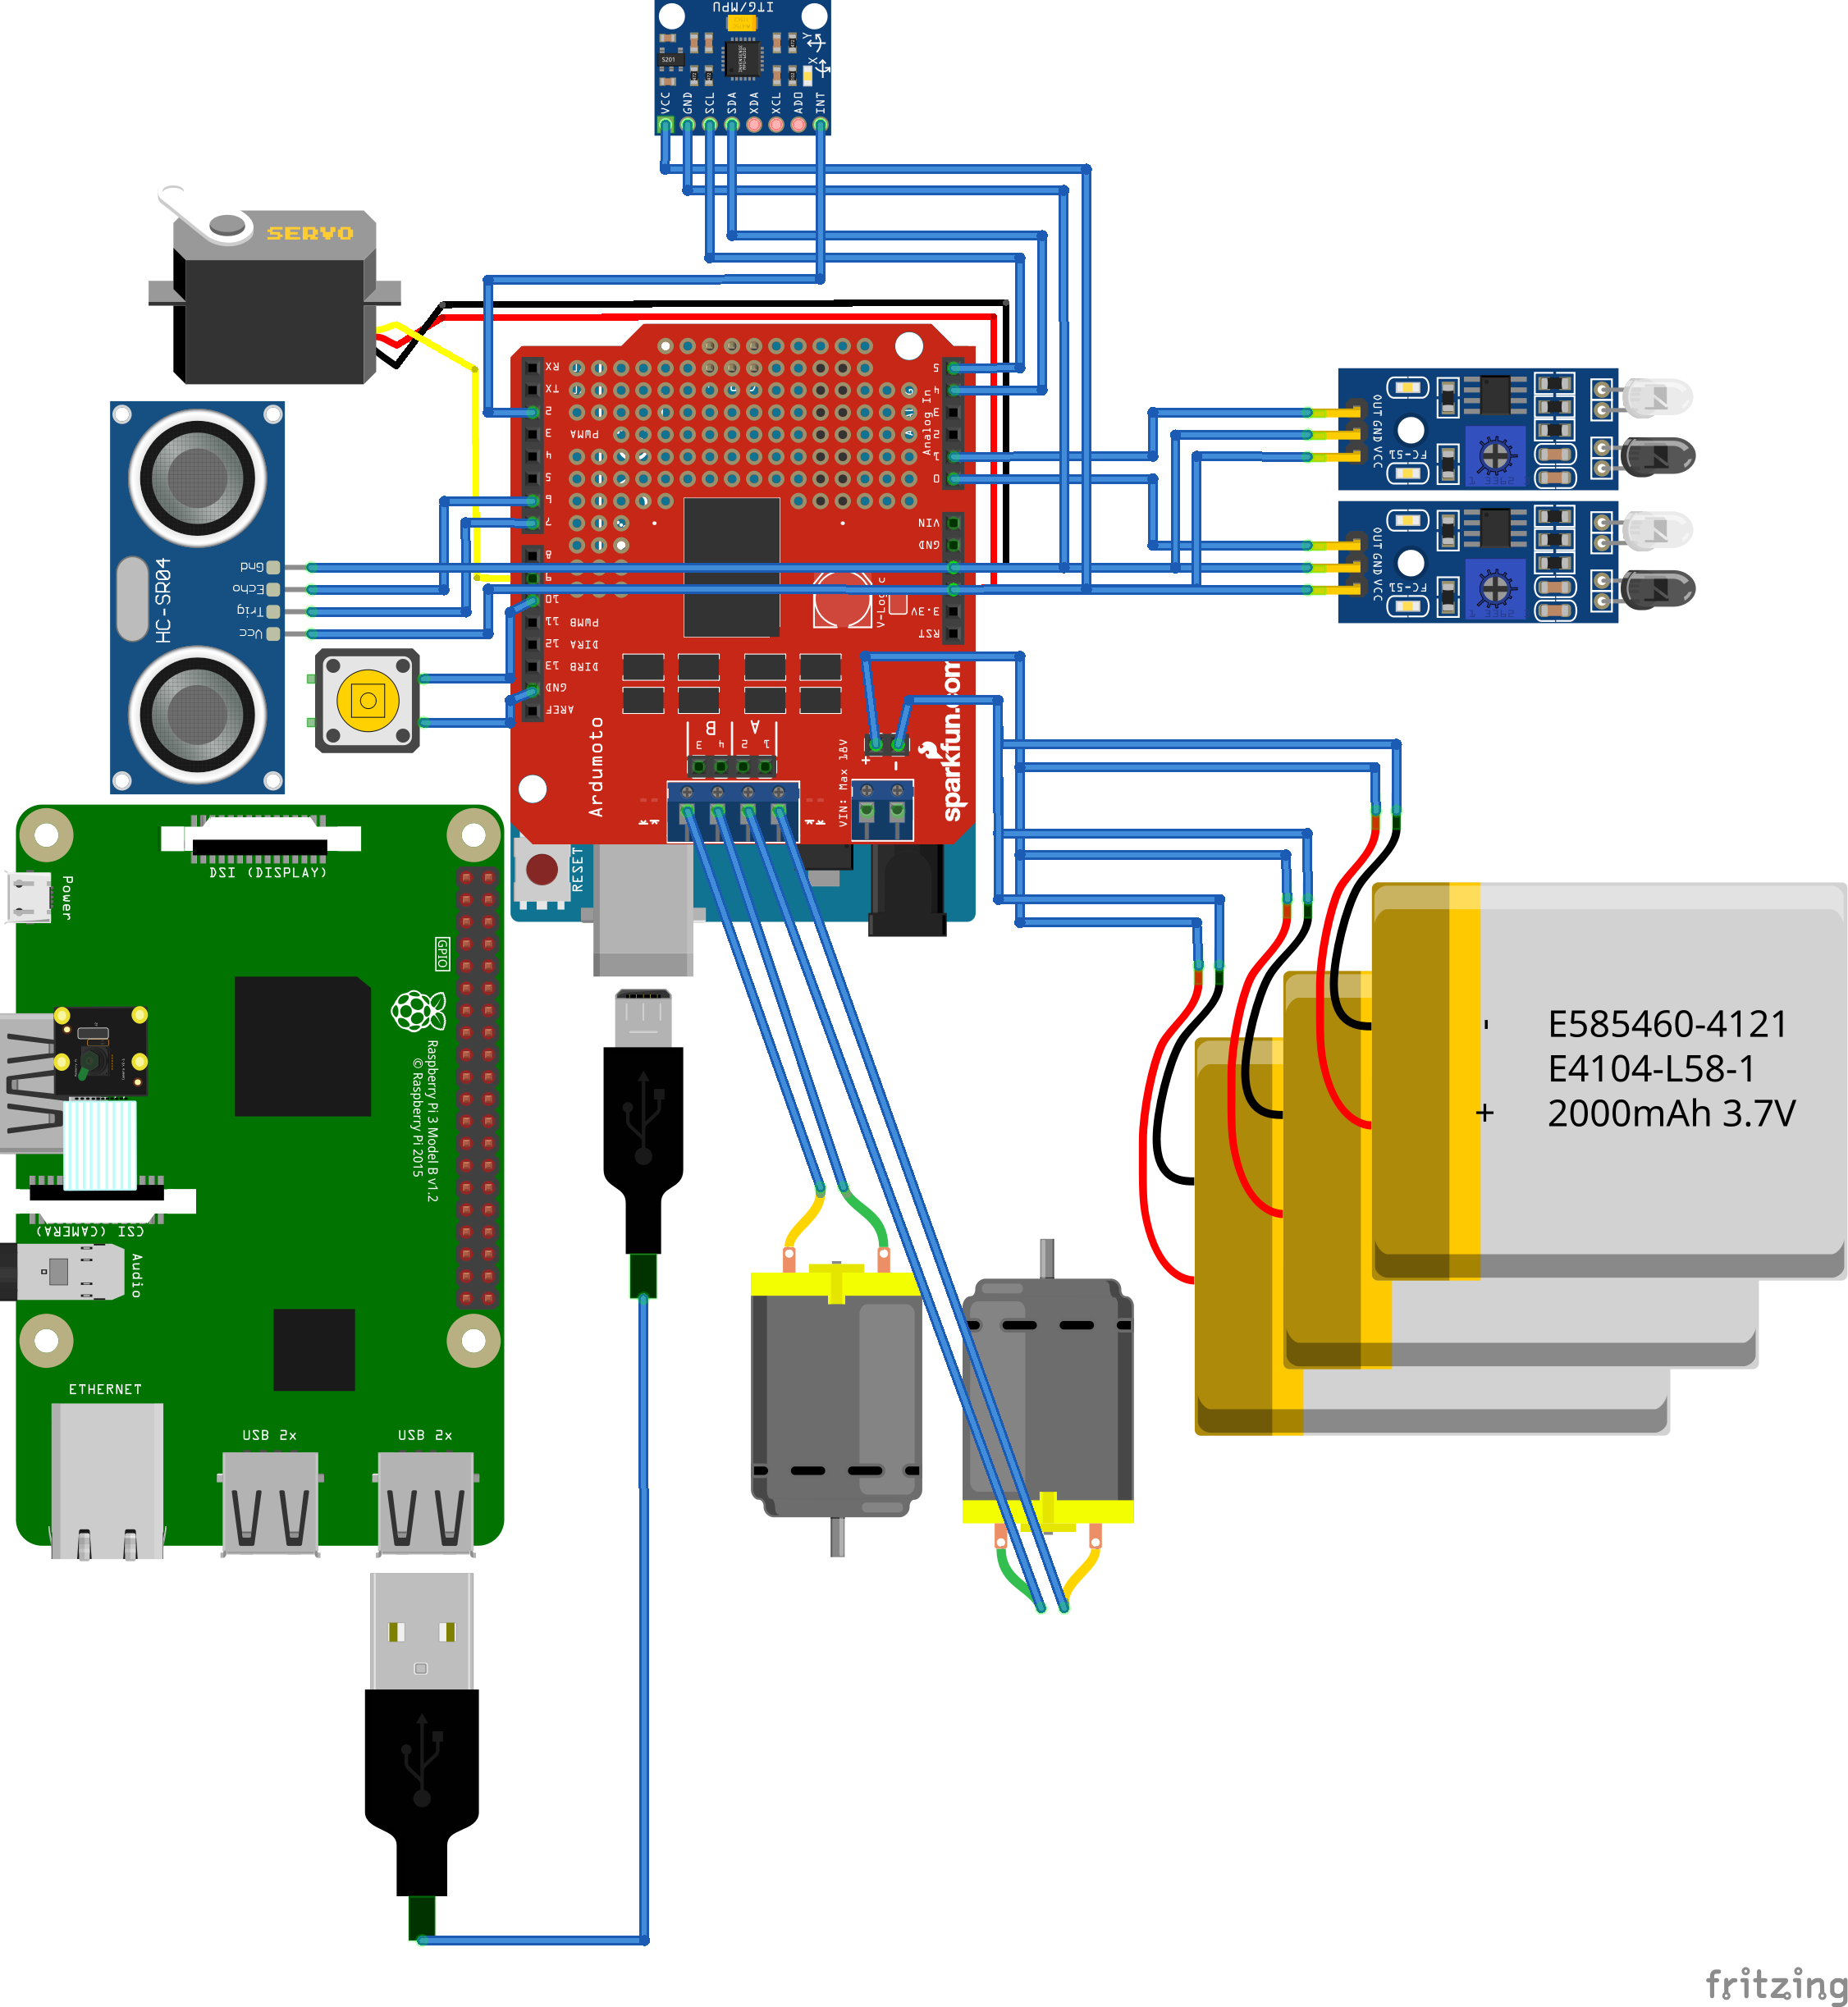 ITG/MPU
5201
Y
X
VCC
GND
SCL
SDA
XDA
XCL
ADO
INT
SERVO
HC-SR04
Gnd
Echo
Trig
Vcc
RX
TX
2
3
PWMA
4
5
6
7
8
9
10
11
PWMB
12
DIRA
13
DIRB
GND
AREF
5
4
3
2
1
0
Analog In
VIN
GND
3.3V
RST
V-Logic
B
A
3
4
2
1
Ardumoto
VIN: Max 18V
+
-
sparkfun.com
RESET
OUT
GND
VCC
FC-51
OUT
GND
VCC
FC-51
DSI (DISPLAY)
Power
GPIO
Raspberry Pi 3 Model B v1.2
© Raspberry Pi 2015
CSI (CAMERA)
Audio
ETHERNET
USB 2x
USB 2x
- E585460-4121
E4104-L58-1
+ 2000mAh 3.7V
fritzing